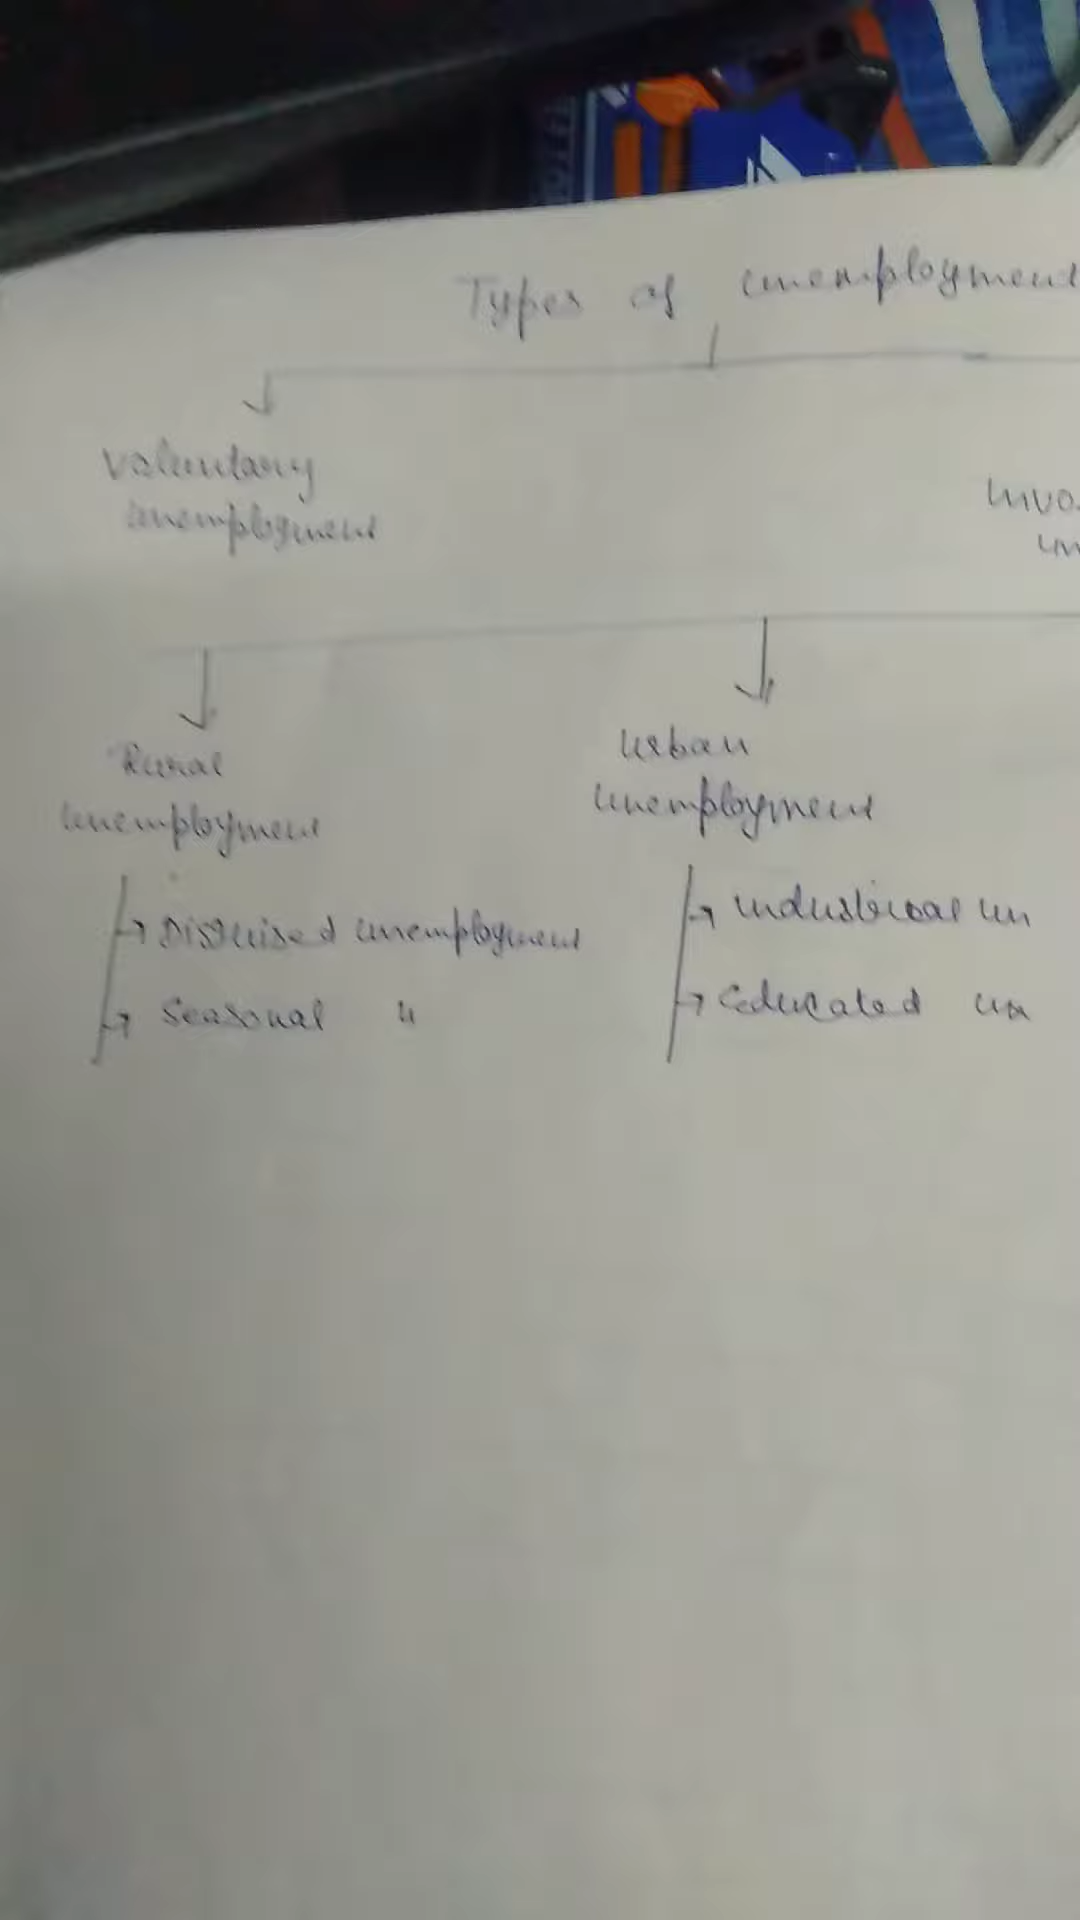 Types of unemployment
Voluntary
unemployment
Invo
un
Rural
unemployment
Urban
unemployment
Disguised unemployment
Seasonal "
Industrial un
Educated un